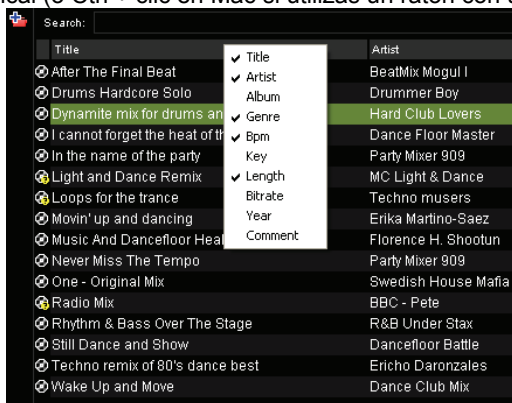 si utilizas un ratón con
Search:
Title Artist
After The Final Beat BeatMix Mogul I
Drums Hardcore Solo Drummer Boy
Dynamite mix for drums an Hard Club Lovers
I cannot forget the heat of th Dance Floor Master
In the name of the party Party Mixer 909
Light and Dance Remix MC Light & Dance
Loops for the trance Techno musers
Movin' up and dancing Erika Martino-Saez
Music And Dancefloor Heal Florence H. Shootun
Never Miss The Tempo Party Mixer 909
One - Original Mix Swedish House Mafia
Radio Mix BBC - Pete
Rhythm & Bass Over The Stage R&B Under Stax
Still Dance and Show Dancefloor Battle
Techno remix of 80's dance best Ericho Daronzales
Wake Up and Move Dance Club Mix
Title
Artist
Album
Genre
Bpm
Key
Length
Bitrate
Year
Comment